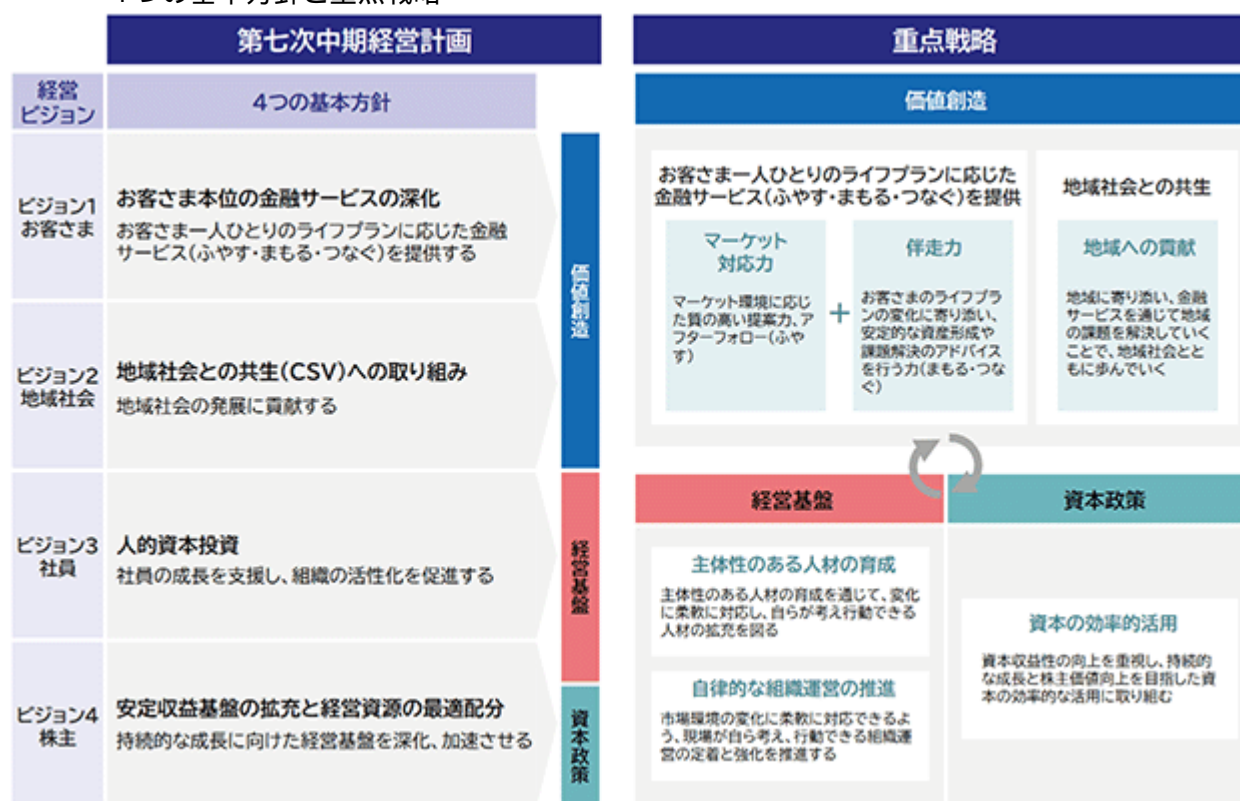 4つの基本方針と重点戦略
第七次中期経営計画
経営
ビジョン
4つの基本方針
ビジョン1
お客さま
お客さま本位の金融サービスの深化
お客さま一人ひとりのライフプランに応じた金融
サービス(ふやす・まもる・つなぐ)を提供する
ビジョン2
地域社会
地域社会との共生(CSV)への取り組み
地域社会の発展に貢献する
価値創造
ビジョン3
社員
人的資本投資
社員の成長を支援し、組織の活性化を促進する
経営基盤
ビジョン4
株主
安定収益基盤の拡充と経営資源の最適配分
持続的な成長に向けた経営基盤を深化、加速させる
資本政策
重点戦略
価値創造
お客さま一人ひとりのライフプランに応じた
金融サービス(ふやす・まもる・つなぐ)を提供
マーケット
対応力
マーケット環境に応じ
た質の高い提案力、ア
フターフォロー(ふや
す)
+
伴走力
お客さまのライフプラ
ンの変化に寄り添い、
安定的な資産形成や
課題解決のアドバイス
を行う力(まもる・つな
ぐ)
地域社会との共生
地域への貢献
地域に寄り添い、金融
サービスを通じて地域
の課題を解決していく
ことで、地域社会とと
もに歩んでいく
経営基盤
主体性のある人材の育成
主体性のある人材の育成を通じて、変化
に柔軟に対応し、自らが考え行動できる
人材の拡充を図る
自律的な組織運営の推進
市場環境の変化に柔軟に対応できるよ
う、現場が自ら考え、行動できる組織運
営の定着と強化を推進する
資本政策
資本の効率的活用
資本収益性の向上を重視し、持続的
な成長と株主価値向上を目指した資
本の効率的な活用に取り組む